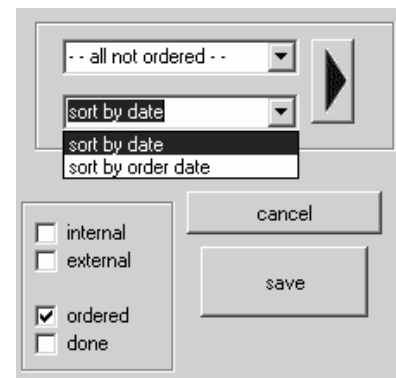 - - all not ordered - -
sort by date
sort by date
sort by order date
cancel
internal
external
save
ordered
done